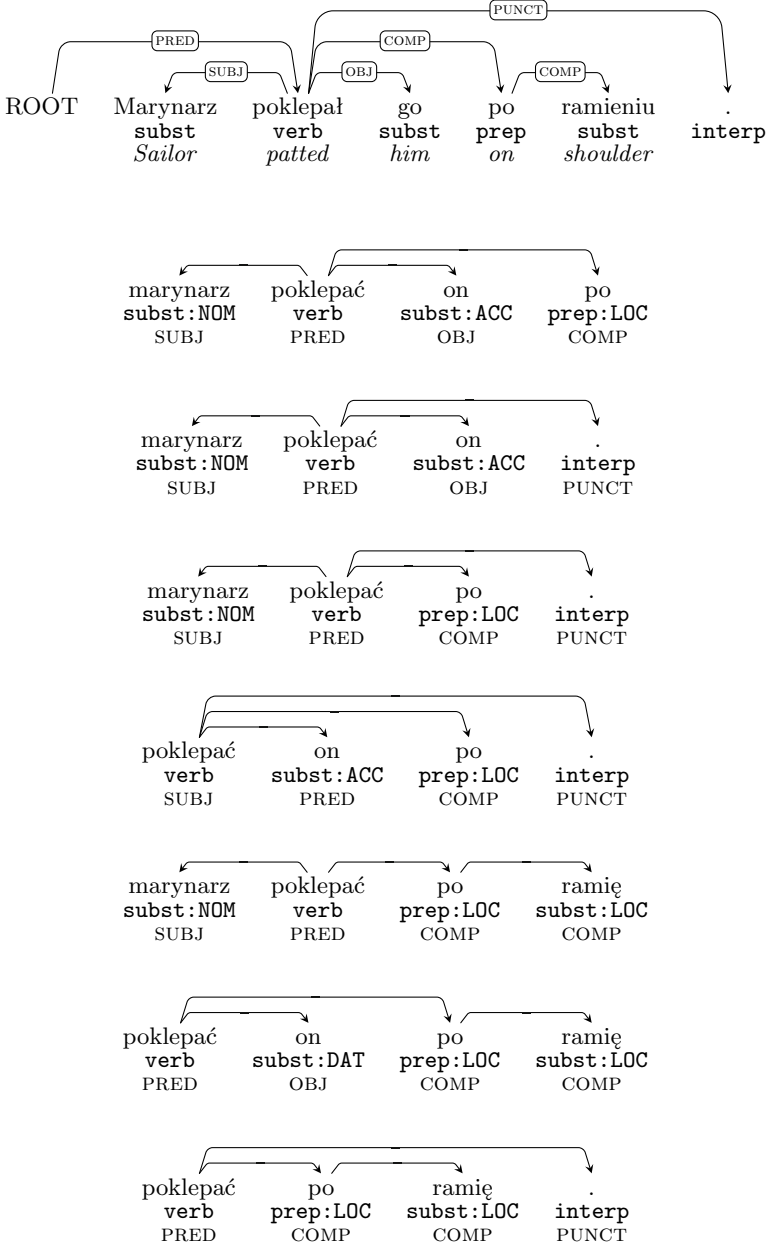 PUNCT
PRED COMP
SUBJ OBJ COMP
ROOT Marynarz poklepał go po ramieniu .
subst verb subst prep subst interp
Sailor patted him on shoulder
marynarz poklepać on po
subst:NOM verb subst:ACC prep:LOC
SUBJ PRED OBJ COMP
marynarz poklepać on .
subst:NOM verb subst:ACC interp
SUBJ PRED OBJ PUNCT
marynarz poklepać po .
subst:NOM verb prep:LOC interp
SUBJ PRED COMP PUNCT
poklepać on po .
verb subst:ACC prep:LOC interp
SUBJ PRED COMP PUNCT
marynarz poklepać po ramię
subst:NOM verb prep:LOC subst:LOC
SUBJ PRED COMP COMP
poklepać on po ramię
verb subst:DAT prep:LOC subst:LOC
PRED OBJ COMP COMP
poklepać po ramię .
verb prep:LOC subst:LOC interp
PRED COMP COMP PUNCT